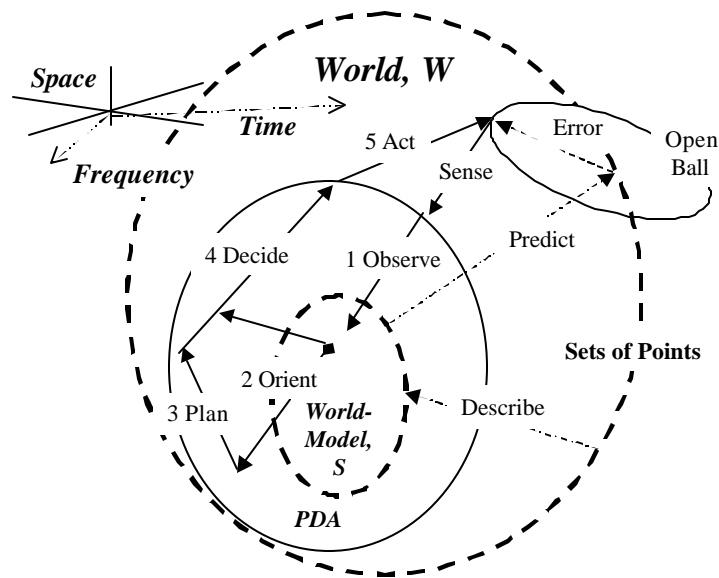 Space
World, W
Time
Frequency
5 Act
Error
Open
Ball
Sense
Predict
4 Decide
1 Observe
Sets of Points
2 Orient
3 Plan
World-
Model,
S
Describe
PDA